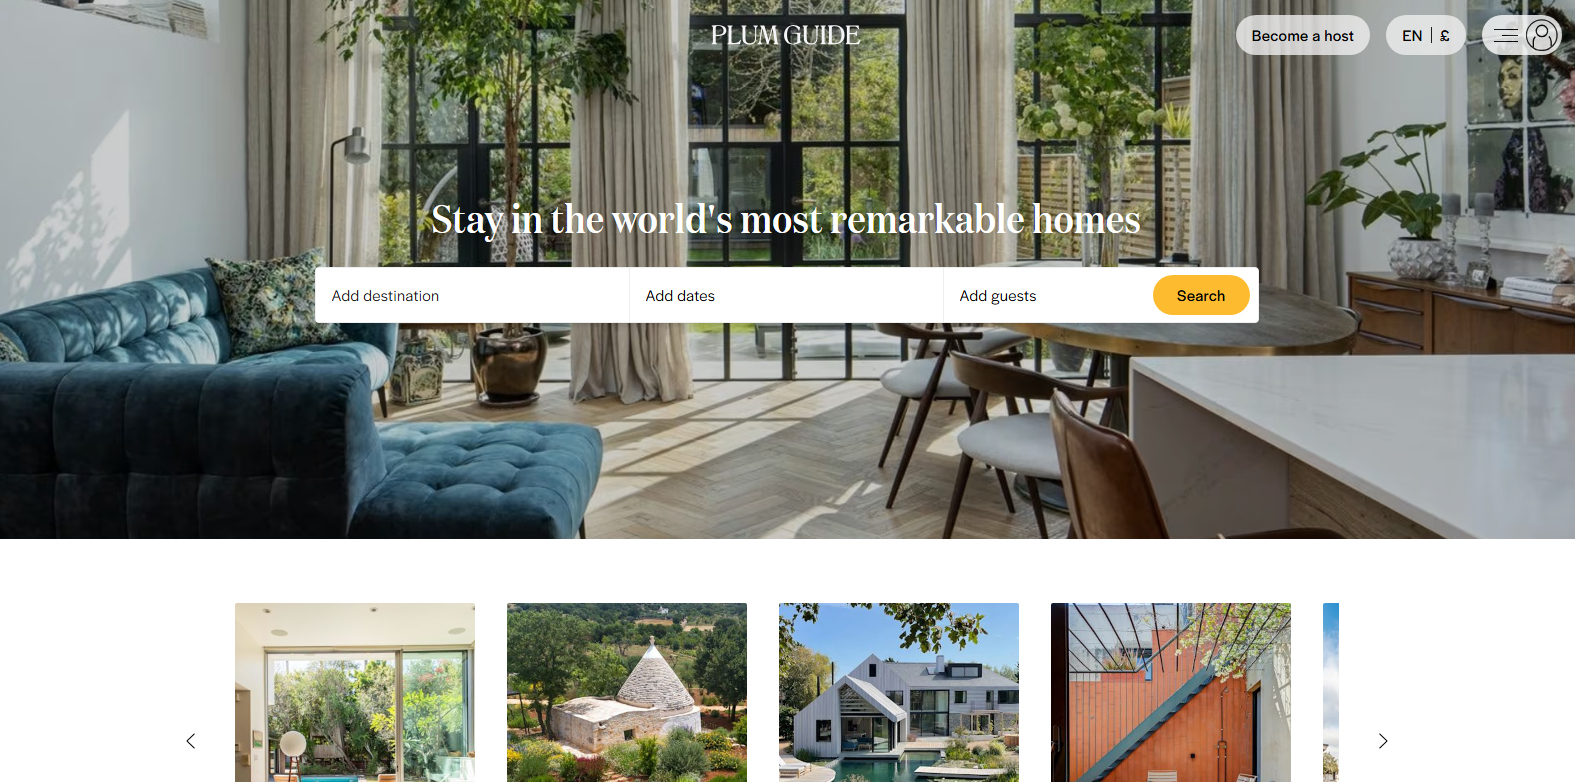 PLUM GUIDE
Become a host
EN | £
Stay in the world's most remarkable homes
Add destination
Add dates
Add guests
Search